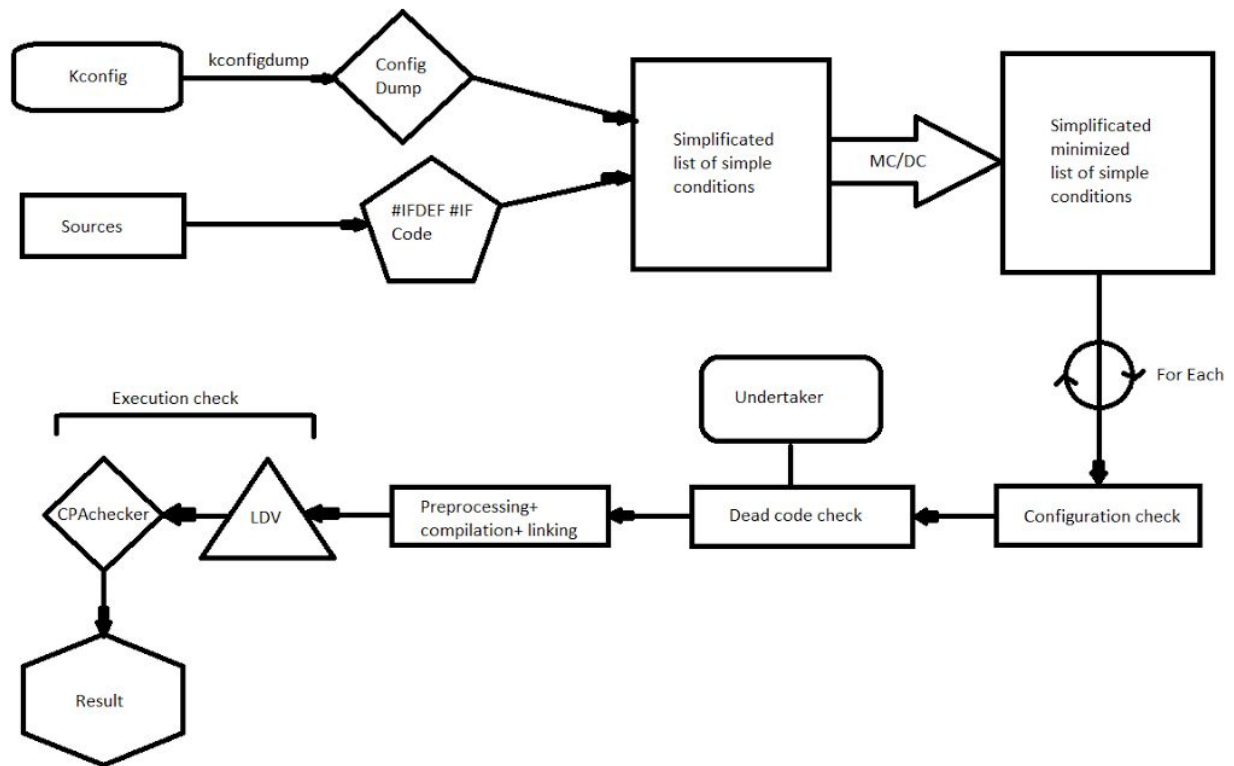 Kconfig
kconfigdump
Config
Dump
Simplificated
list of simple
conditions
MC/DC
Simplificated
minimized
list of simple
conditions
Sources
#IFDEF #IF
Code
For Each
Undertaker
Execution check
CPAchecker
LDV
Preprocessing+
compilation+ linking
Dead code check
Configuration check
Result